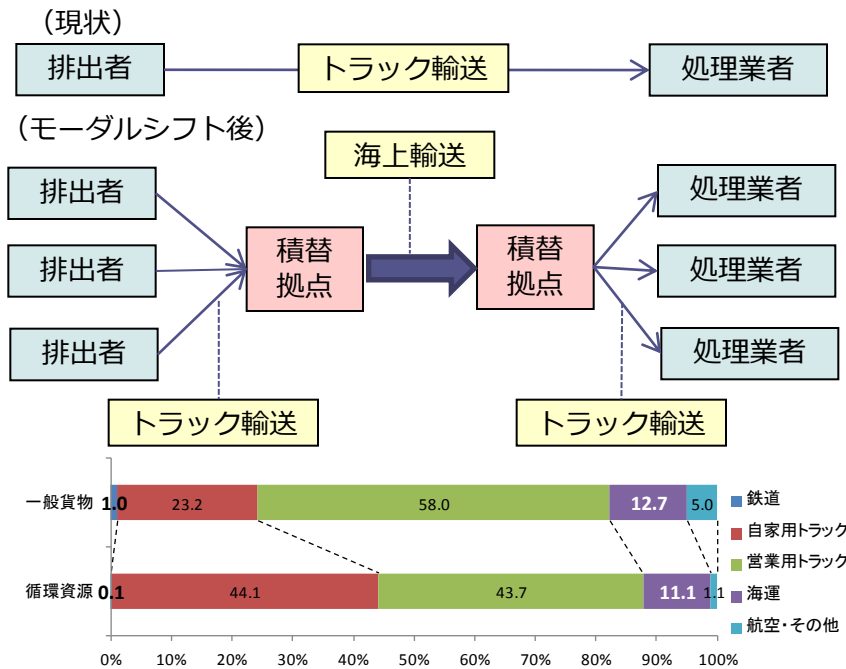 （現状）
排出者
トラック輸送
処理業者
（モーダルシフト後）
海上輸送
排出者
処理業者
排出者
積替
拠点
積替
拠点
処理業者
排出者
処理業者
トラック輸送
トラック輸送
一般貨物
1.0
23.2
58.0
12.7
5.0
循環資源
0.1
44.1
43.7
11.1
1.1
0%
10%
20%
30%
40%
50%
60%
70%
80%
90%
100%
鉄道
自家用トラック
営業用トラック
海運
航空・その他